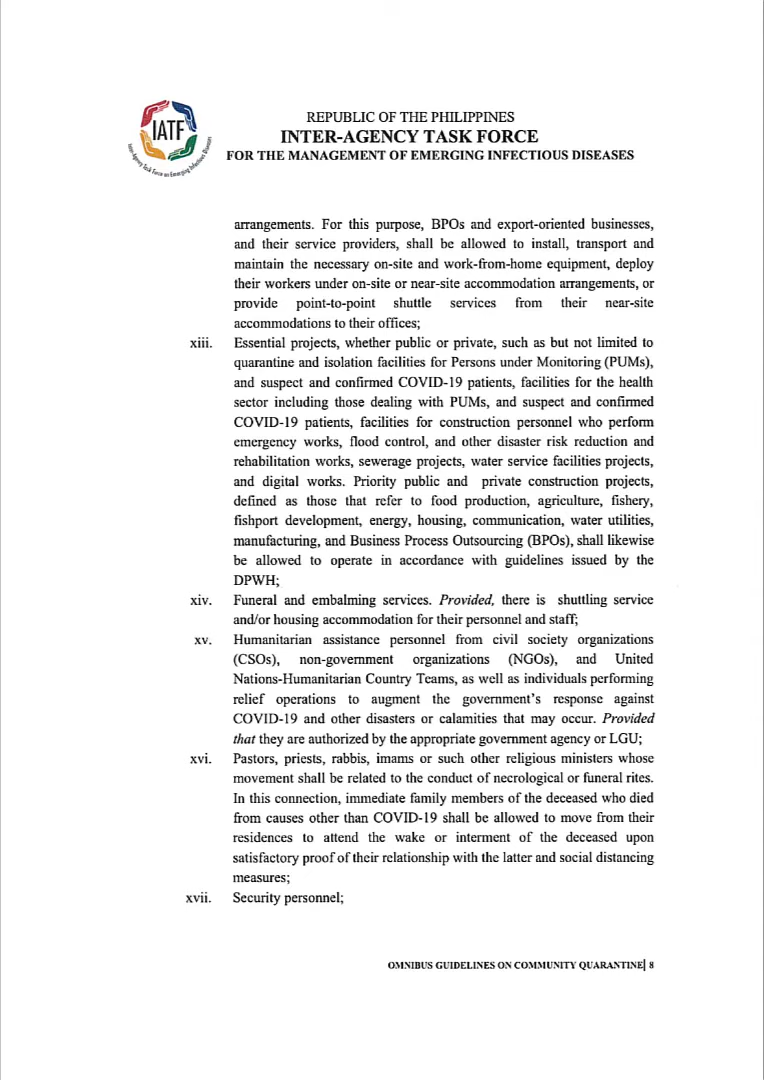 IATF
Inter-Agency Task Force on Emerging Infectious Diseases
REPUBLIC OF THE PHILIPPINES
INTER-AGENCY TASK FORCE
FOR THE MANAGEMENT OF EMERGING INFECTIOUS DISEASES
arrangements. For this purpose, BPOs and export-oriented businesses,
and their service providers, shall be allowed to install, transport and
maintain the necessary on-site and work-from-home equipment, deploy
their workers under on-site or near-site accommodation arrangements, or
provide point-to-point shuttle services from their near-site
accommodations to their offices;
xiii. Essential projects, whether public or private, such as but not limited to
quarantine and isolation facilities for Persons under Monitoring (PUMs),
and suspect and confirmed COVID-19 patients, facilities for the health
sector including those dealing with PUMs, and suspect and confirmed
COVID-19 patients, facilities for construction personnel who perform
emergency works, flood control, and other disaster risk reduction and
rehabilitation works, sewerage projects, water service facilities projects,
and digital works. Priority public and private construction projects,
defined as those that refer to food production, agriculture, fishery,
fishport development, energy, housing, communication, water utilities,
manufacturing, and Business Process Outsourcing (BPOs), shall likewise
be allowed to operate in accordance with guidelines issued by the
DPWH;
xiv. Funeral and embalming services. Provided, there is shuttling service
and/or housing accommodation for their personnel and staff;
xv. Humanitarian assistance personnel from civil society organizations
(CSOs), non-government organizations (NGOs), and United
Nations-Humanitarian Country Teams, as well as individuals performing
relief operations to augment the government's response against
COVID-19 and other disasters or calamities that may occur. Provided
that they are authorized by the appropriate government agency or LGU;
xvi. Pastors, priests, rabbis, imams or such other religious ministers whose
movement shall be related to the conduct of necrological or funeral rites.
In this connection, immediate family members of the deceased who died
from causes other than COVID-19 shall be allowed to move from their
residences to attend the wake or interment of the deceased upon
satisfactory proof of their relationship with the latter and social distancing
measures;
xvii. Security personnel;
OMNIBUS GUIDELINES ON COMMUNITY QUARANTINE| 8